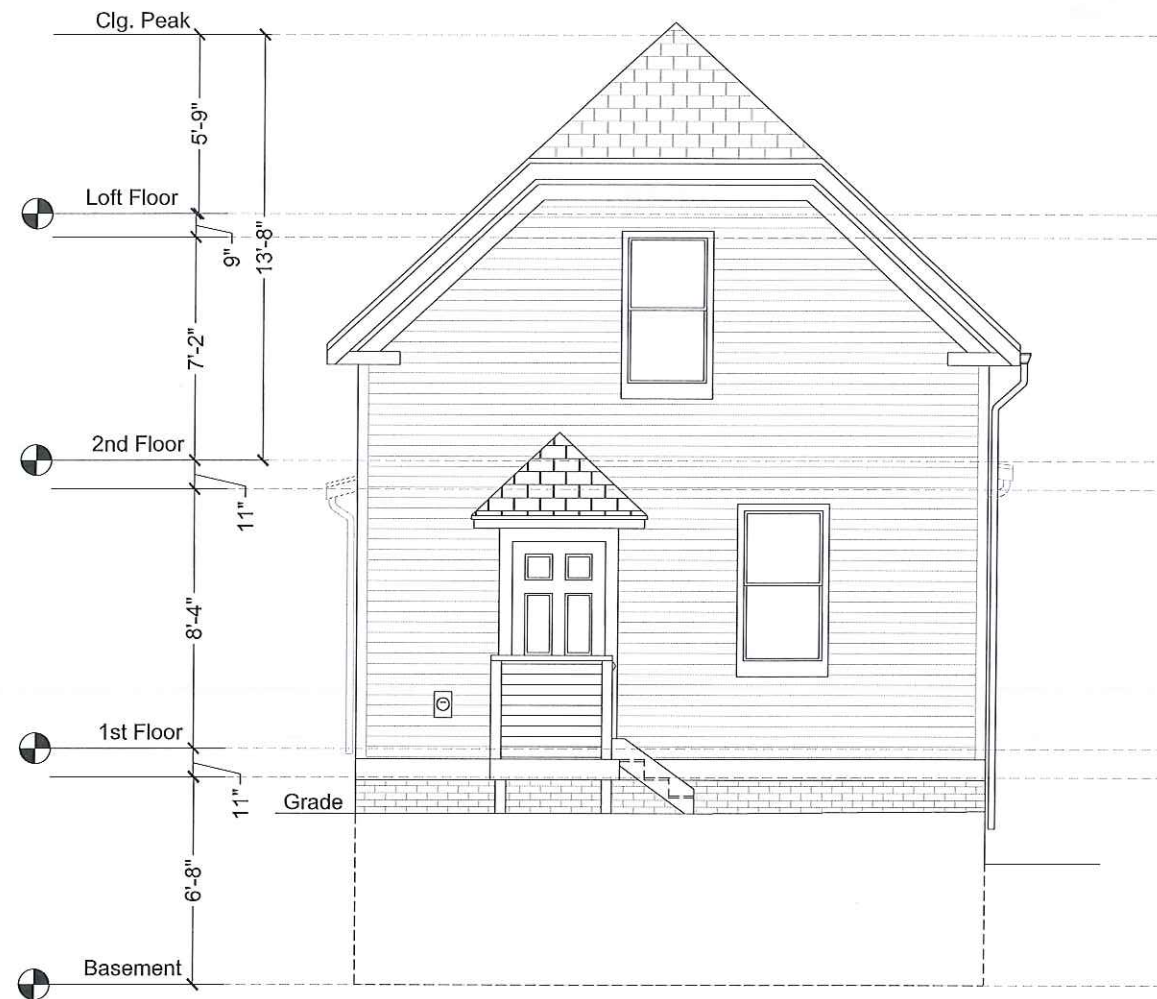 Clg. Peak
5'-9"
Loft Floor
9"
13'-8"
7'-2"
2nd Floor
11"
8'-4"
1st Floor
11"
Grade
6'-8"
Basement